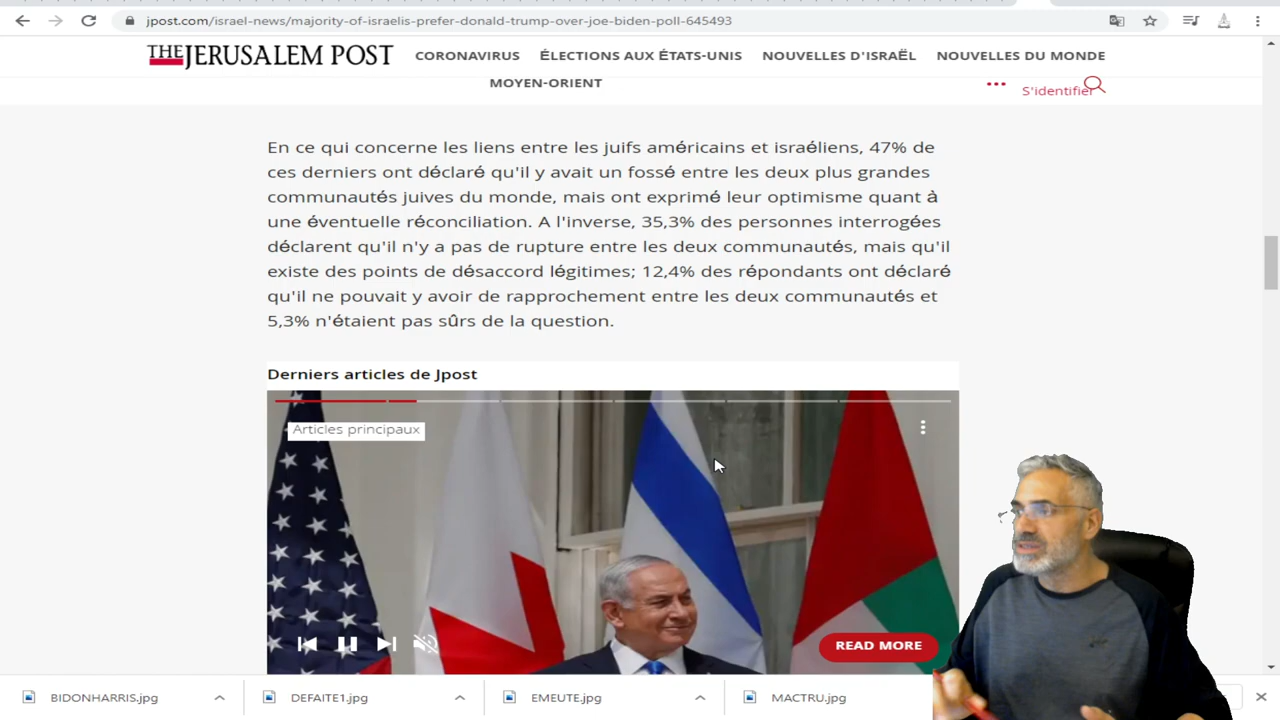 jpost.com/israel-news/majority-of-israelis-prefer-donald-trump-over-joe-biden-poll-645493
THE JERUSALEM POST
CORONAVIRUS ÉLECTIONS AUX ÉTATS-UNIS NOUVELLES D'ISRAËL NOUVELLES DU MONDE
MOYEN-ORIENT
S'identifier
En ce qui concerne les liens entre les juifs américains et israéliens, 47% de
ces derniers ont déclaré qu'il y avait un fossé entre les deux plus grandes
communautés juives du monde, mais ont exprimé leur optimisme quant à
une éventuelle réconciliation. A l'inverse, 35,3% des personnes interrogées
déclarent qu'il n'y a pas de rupture entre les deux communautés, mais qu'il
existe des points de désaccord légitimes; 12,4% des répondants ont déclaré
qu'il ne pouvait y avoir de rapprochement entre les deux communautés et
5,3% n'étaient pas sûrs de la question.
Derniers articles de Jpost
Articles principaux
READ MORE
BIDONHARRIS.jpg DEFAITE1.jpg EMEUTE.jpg MACTRU.jpg